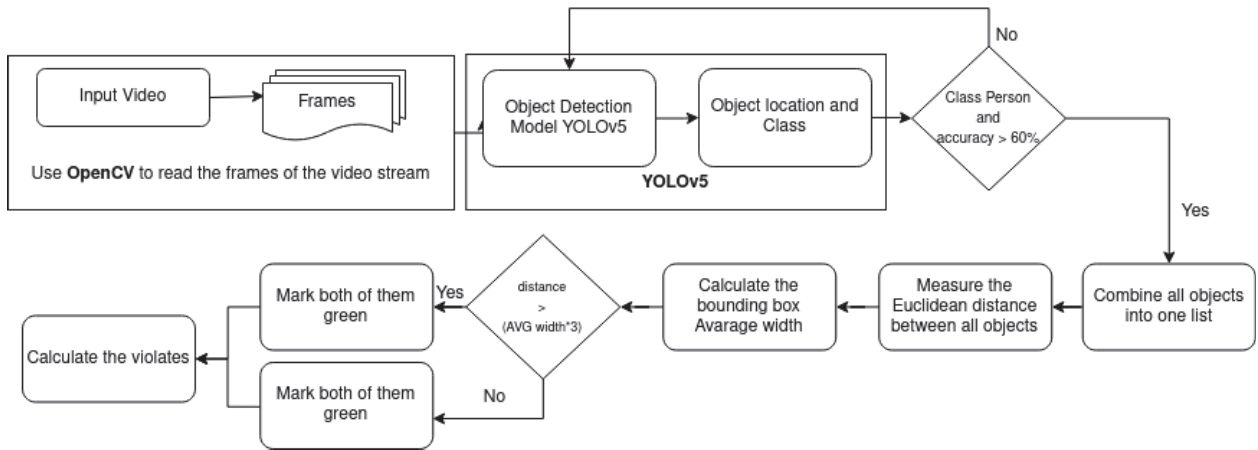 No
Input Video
Frames
Use OpenCV to read the frames of the video stream
Object Detection
Model YOLOv5
Object location and
Class
YOLOv5
Class Person
and
accuracy > 60%
Yes
Combine all objects
into one list
Measure the
Euclidean distance
between all objects
Calculate the
bounding box
Avarage width
distance
>
(AVG width*3)
Yes
Mark both of them
green
No
Mark both of them
green
Calculate the violates